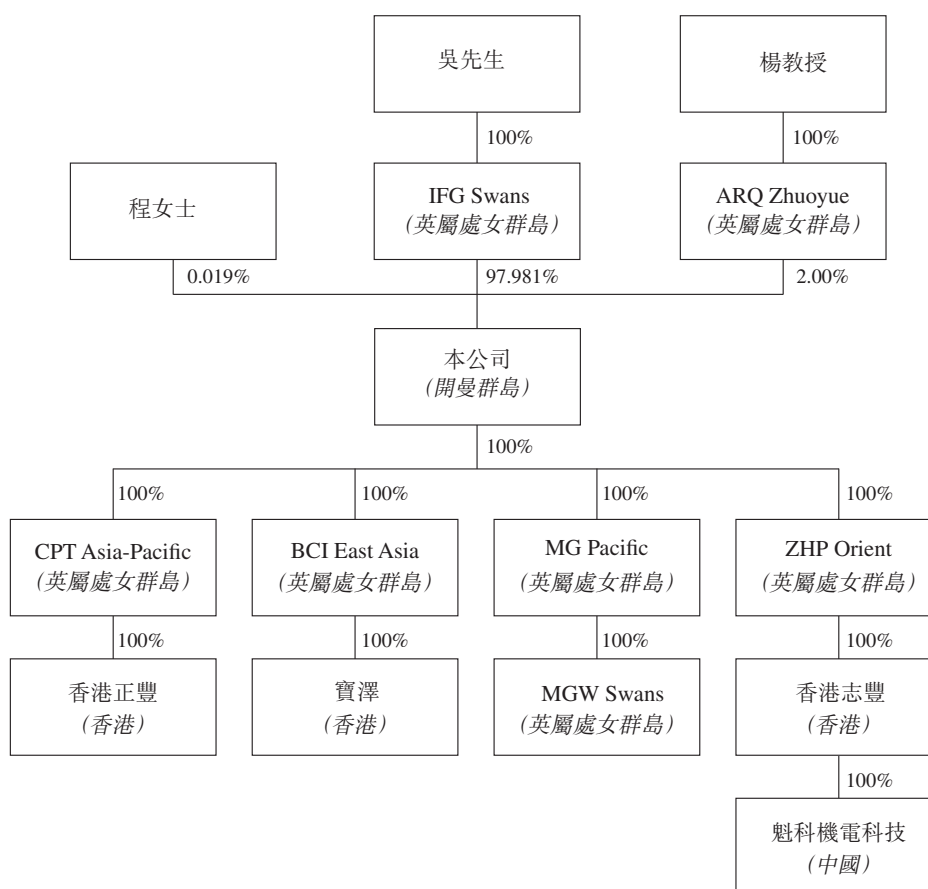 吳先生
楊教授
100%
100%
程女士
IFG Swans
(英屬處女群島)
ARQ Zhuoyue
(英屬處女群島)
0.019%
97.981%
2.00%
本公司
(開曼群島)
100%
100%
100%
100%
100%
CPT Asia-Pacific
(英屬處女群島)
BCI East Asia
(英屬處女群島)
MG Pacific
(英屬處女群島)
ZHP Orient
(英屬處女群島)
100%
100%
100%
100%
香港正豐
(香港)
寶澤
(香港)
MGW Swans
(英屬處女群島)
香港志豐
(香港)
100%
魁科機電科技
(中國)